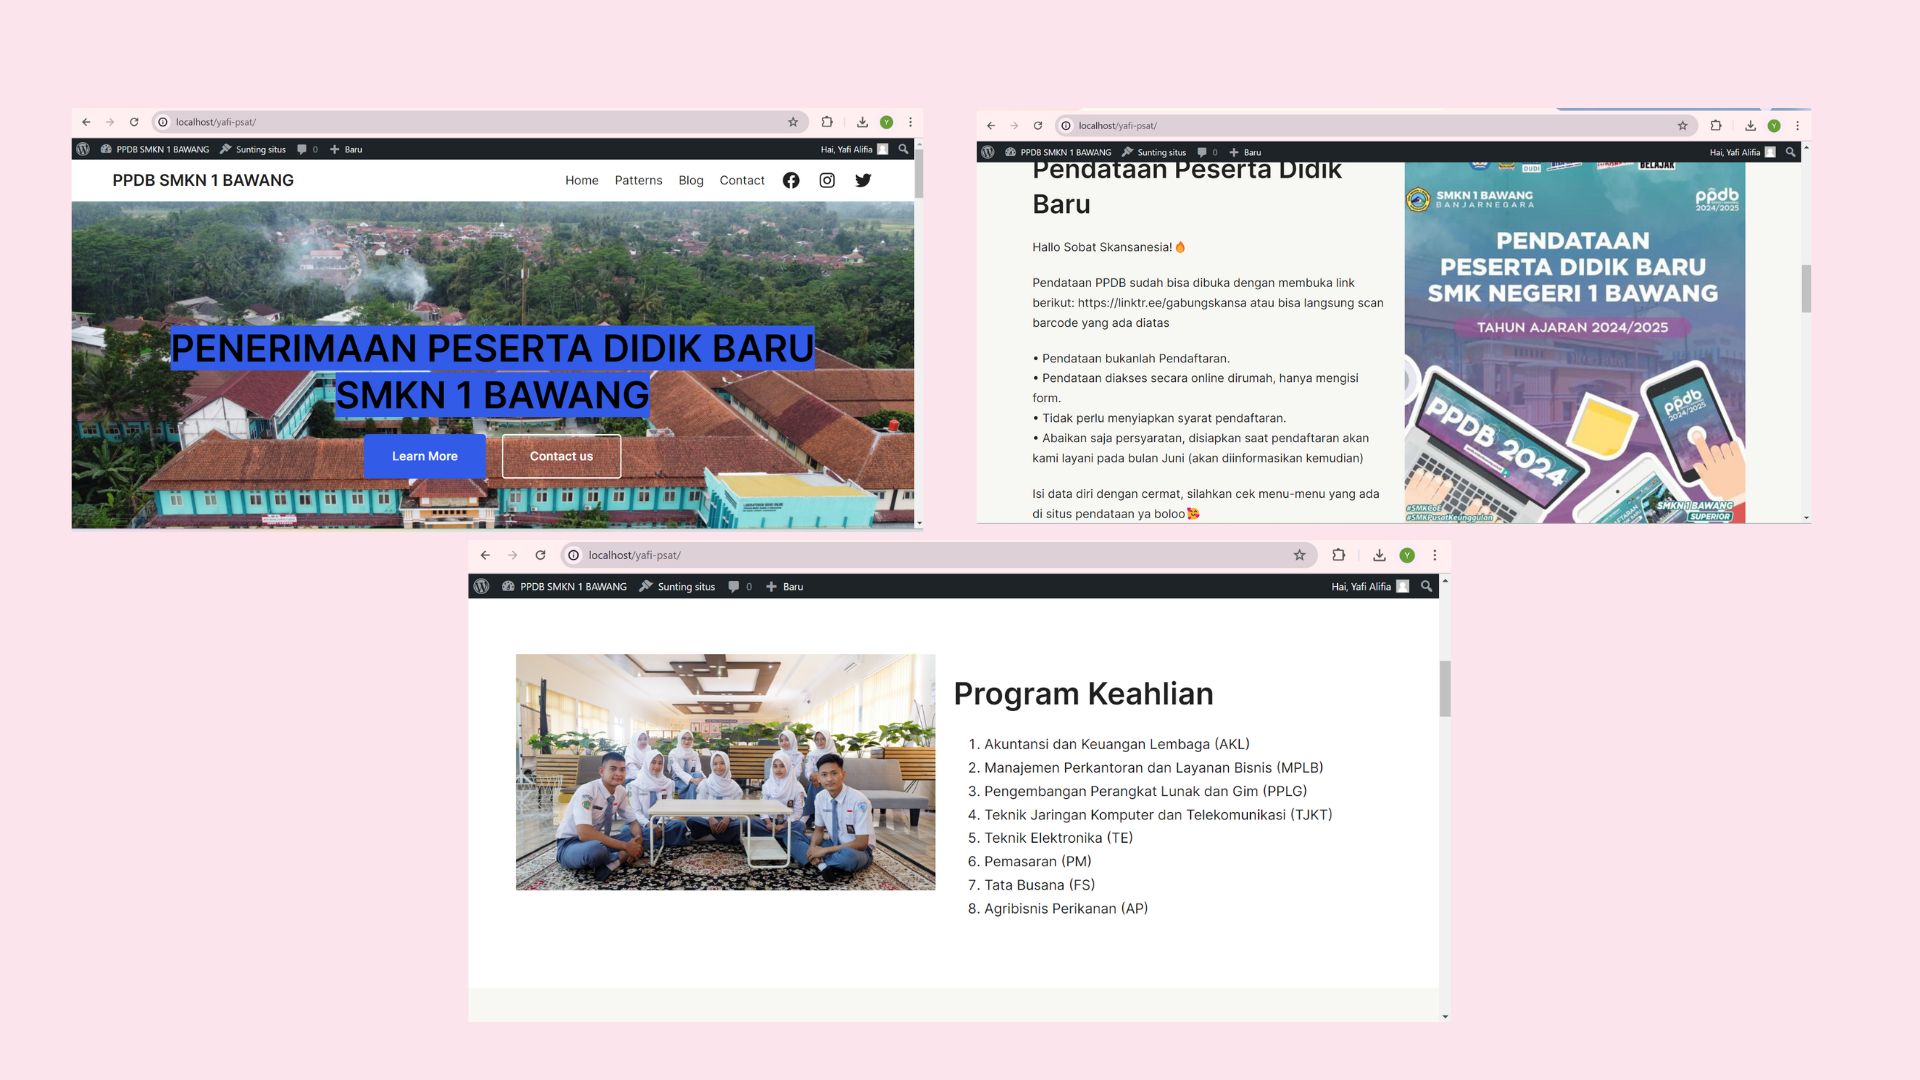 localhost/yafi-psat/
PPDB SMKN 1 BAWANG Sunting situs 0 Baru Hai, Yafi Alifia
PPDB SMKN 1 BAWANG Home Patterns Blog Contact
PENERIMAAN PESERTA DIDIK BARU
SMKN 1 BAWANG
Learn More Contact us
localhost/yafi-psat/
PPDB SMKN 1 BAWANG Sunting situs 0 Baru Hai, Yafi Alifia
Pendataan Peserta Didik
Baru
Hallo Sobat Skansanesia!🔥
Pendataan PPDB sudah bisa dibuka dengan membuka link
berikut: https://linktr.ee/gabungskansa atau bisa langsung scan
barcode yang ada diatas
• Pendataan bukanlah Pendaftaran.
• Pendataan diakses secara online dirumah, hanya mengisi
form.
• Tidak perlu menyiapkan syarat pendaftaran.
• Abaikan saja persyaratan, disiapkan saat pendaftaran akan
kami layani pada bulan Juni (akan diinformasikan kemudian)
Isi data diri dengan cermat, silahkan cek menu-menu yang ada
di situs pendataan ya boloo🥰
DUDI
BELAJAR
SMKN 1 BAWANG
BANJARNEGARA
ppdb
2024/2025
PENDATAAN
PESERTA DIDIK BARU
SMK NEGERI 1 BAWANG
TAHUN AJARAN 2024/2025
PPDB 2024
ppdb
2024/2025
#SMKCoE
#SMKPusatKeunggulan
SMKN 1 BAWANG
SUPERIOR
localhost/yafi-psat/
PPDB SMKN 1 BAWANG Sunting situs 0 Baru Hai, Yafi Alifia
Program Keahlian
1. Akuntansi dan Keuangan Lembaga (AKL)
2. Manajemen Perkantoran dan Layanan Bisnis (MPLB)
3. Pengembangan Perangkat Lunak dan Gim (PPLG)
4. Teknik Jaringan Komputer dan Telekomunikasi (TJKT)
5. Teknik Elektronika (TE)
6. Pemasaran (PM)
7. Tata Busana (FS)
8. Agribisnis Perikanan (AP)